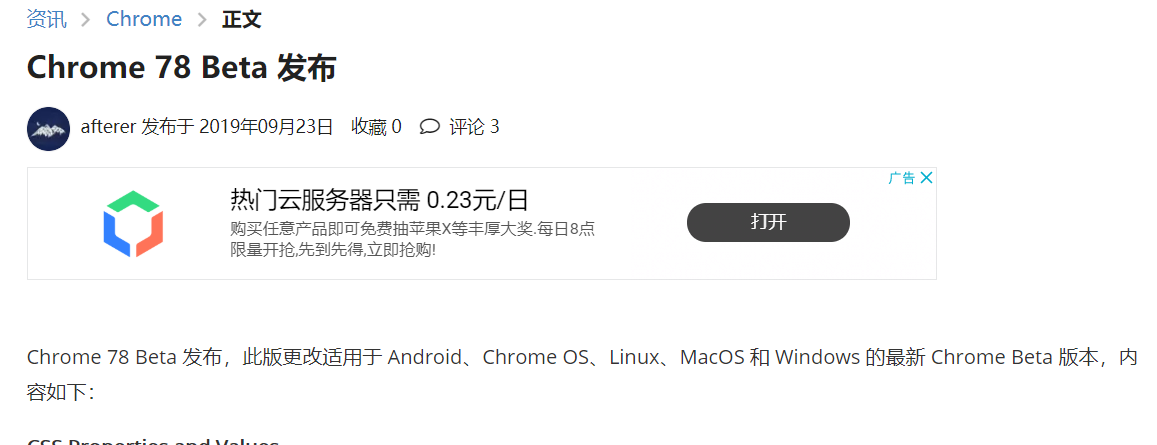 资讯 > Chrome > 正文
Chrome 78 Beta 发布
afterer 发布于 2019年09月23日 收藏 0 评论 3
广告
热门云服务器只需 0.23元/日
购买任意产品即可免费抽苹果X等丰厚大奖.每日8点
限量开抢,先到先得,立即抢购!
打开
Chrome 78 Beta 发布，此版更改适用于 Android、Chrome OS、Linux、MacOS 和 Windows 的最新 Chrome Beta 版本，内
容如下：
CSS Properties and Values